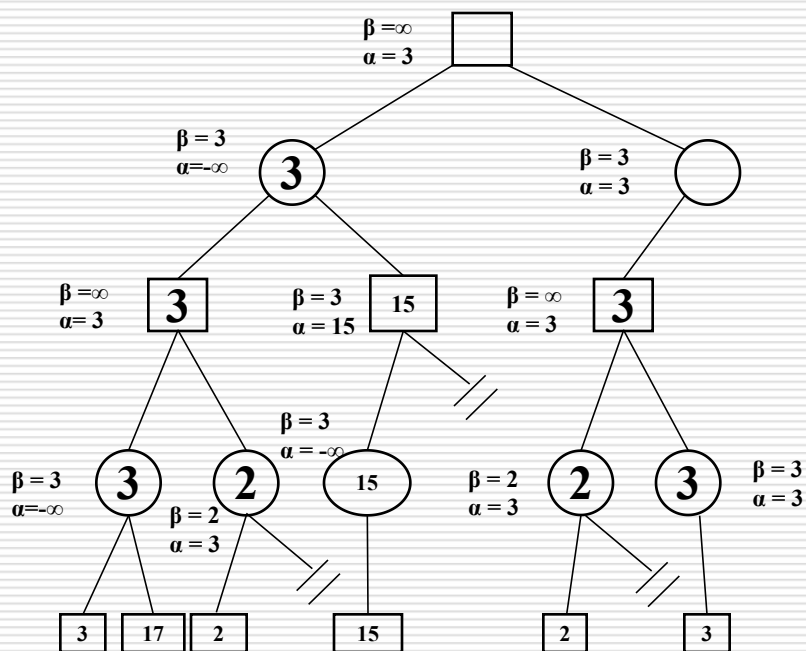 β =∞
α = 3
β = 3
α=-∞
3
β = 3
α = 3
β =∞
α= 3
3
β = 3
α = 15
15
β = ∞
α = 3
3
β = 3
α=-∞
3
2
β = 2
α = 3
β = 3
α = -∞
15
β = 2
α = 3
2
3
β = 3
α = 3
3
17
2
15
2
3